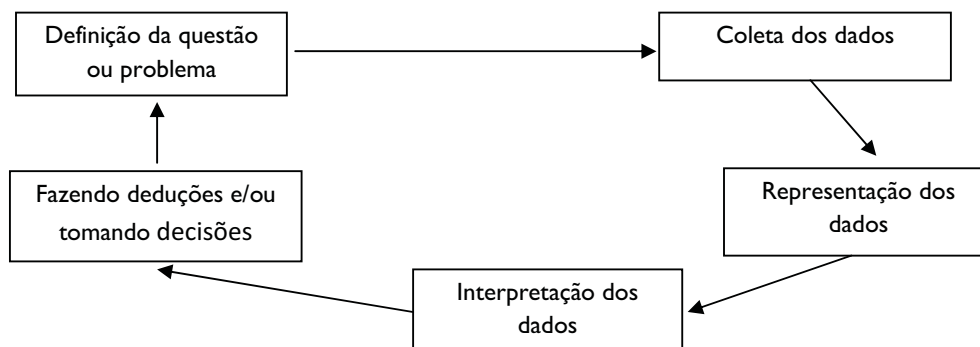 Definição da questão
ou problema
Coleta dos dados
Representação dos
dados
Interpretação dos
dados
Fazendo deduções e/ou
tomando decisões